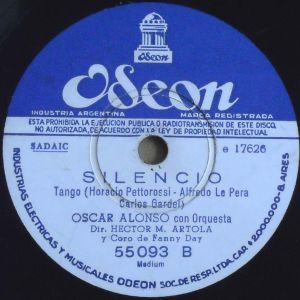 Odeon
INDUSTRIA ARGENTINA
MARCA REGISTRADA
ESTA PROHIBIDA LA EJECUCION PUBLICA O RADIOTRANSMISION DE ESTE DISCO,
NO AUTORIZADA, DE ACUERDO CON LA LEY DE PROPIEDAD INTELECTUAL
SADAIC
e 17626
SILENCIO
Tango (Horacio Pettorossi - Alfredo Le Pera
Carlos Gardel)
OSCAR ALONSO con Orquesta
Dir. HECTOR M. ARTOLA
y Coro de Fanny Day
55093 B
Medium
INDUSTRIAS ELECTRICAS Y MUSICALES ODEON SOC. DE RESP. LTDA. CAP. $ 2.000.000 - B. AIRES